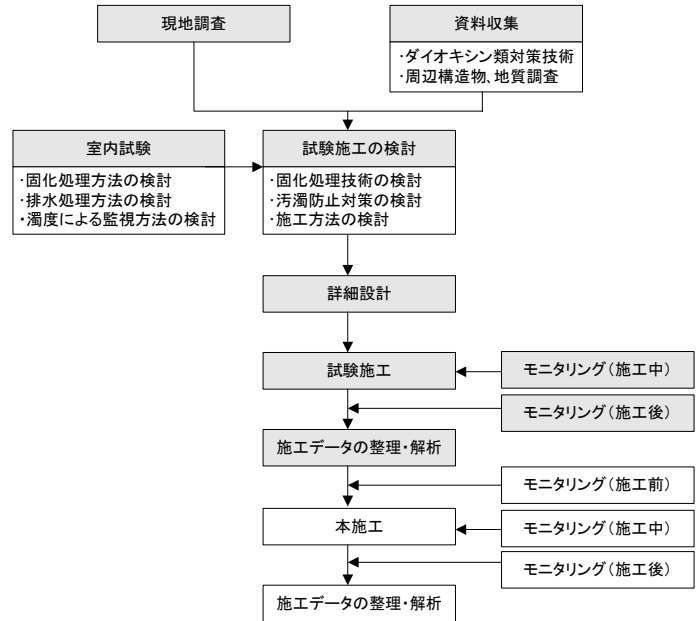 現地調査
資料収集
・ダイオキシン類対策技術
・周辺構造物、地質調査
室内試験
・固化処理方法の検討
・排水処理方法の検討
・濁度による監視方法の検討
試験施工の検討
・固化処理技術の検討
・汚濁防止対策の検討
・施工方法の検討
詳細設計
試験施工
モニタリング（施工中）
モニタリング（施工後）
施工データの整理・解析
モニタリング（施工前）
本施工
モニタリング（施工中）
モニタリング（施工後）
施工データの整理・解析